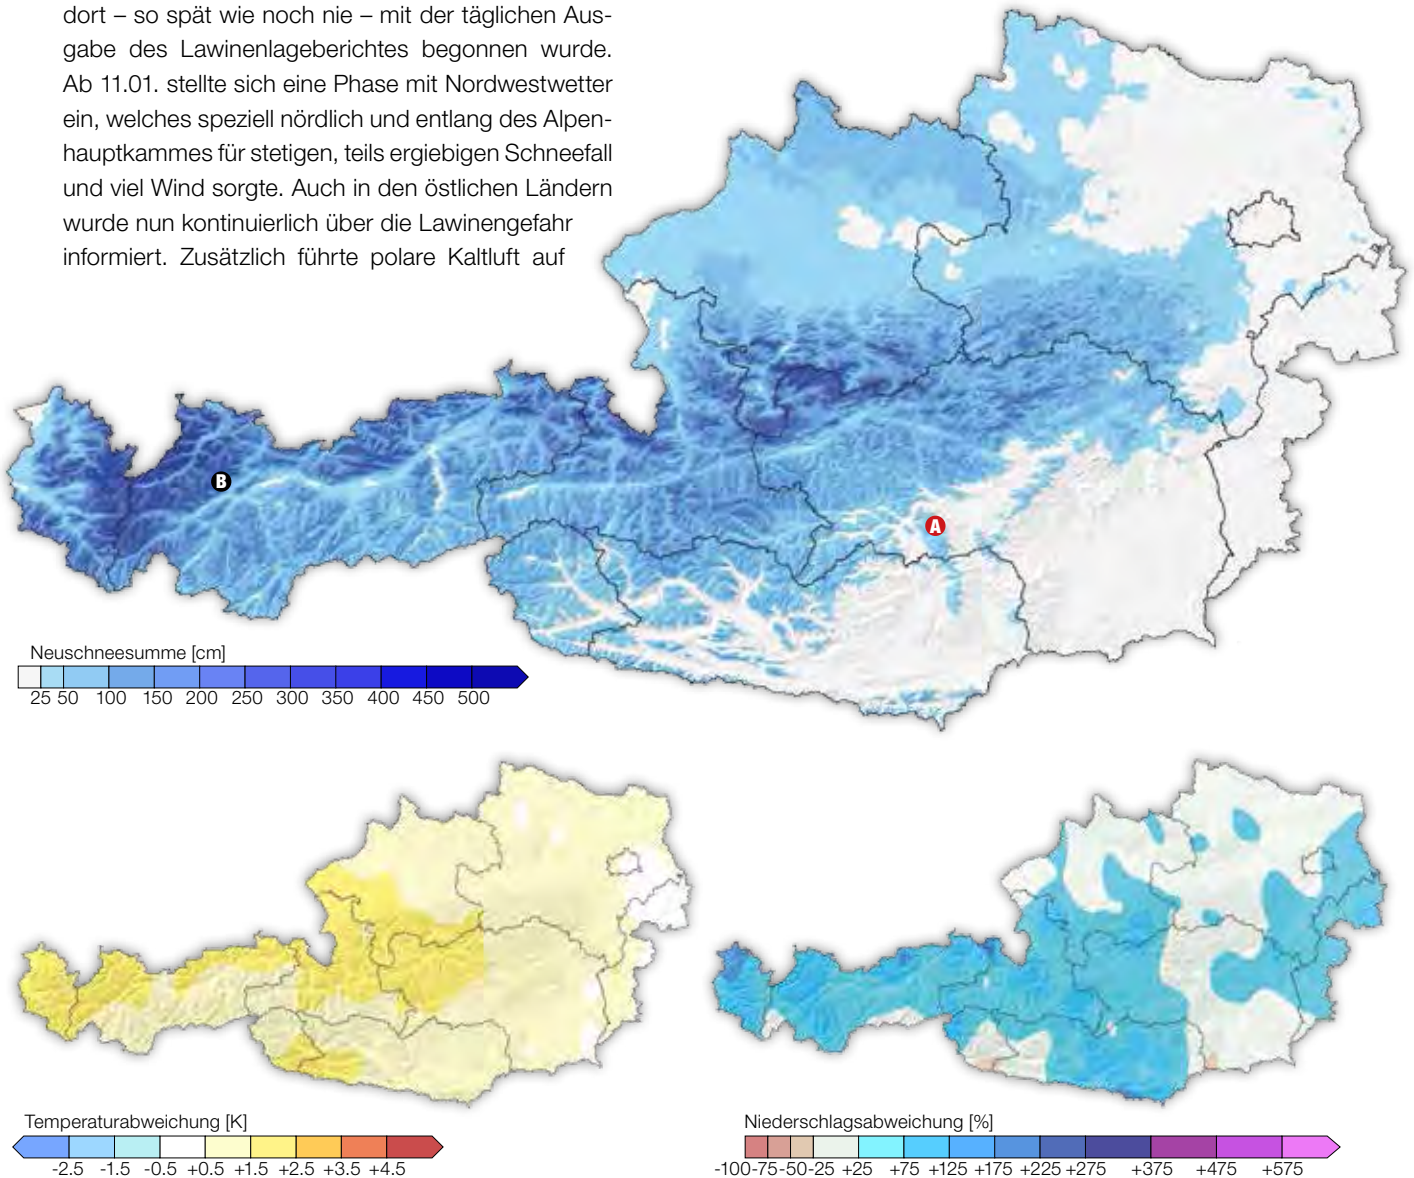 dort – so spät wie noch nie – mit der täglichen Aus-
gabe des Lawinenlageberichtes begonnen wurde.
Ab 11.01. stellte sich eine Phase mit Nordwestwetter
ein, welches speziell nördlich und entlang des Alpen-
hauptkammes für stetigen, teils ergiebigen Schneefall
und viel Wind sorgte. Auch in den östlichen Ländern
wurde nun kontinuierlich über die Lawinengefahr
informiert. Zusätzlich führte polare Kaltluft auf
B
A
Neuschneesumme [cm]
25 50 100 150 200 250 300 350 400 450 500
Temperaturabweichung [K]
-2.5 -1.5 -0.5 +0.5 +1.5 +2.5 +3.5 +4.5
Niederschlagsabweichung [%]
-100 -75 -50 -25 +25 +75 +125 +175 +225 +275 +375 +475 +575